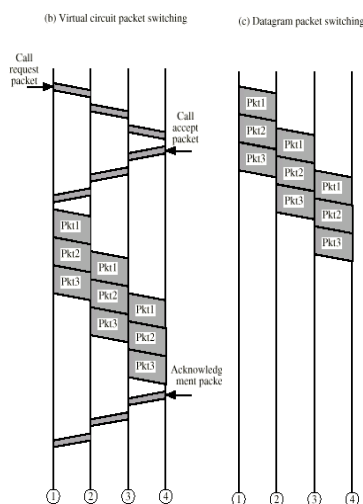 (b) Virtual circuit packet switching
Call
request
packet
Call
accept
packet
Pkt1
Pkt2
Pkt3
Pkt1
Pkt2
Pkt3
Pkt1
Pkt2
Pkt3
Acknowledg
ment packe
1
2
3
4
(c) Datagram packet switching
Pkt1
Pkt2
Pkt3
Pkt1
Pkt2
Pkt3
Pkt1
Pkt2
Pkt3
1
2
3
4